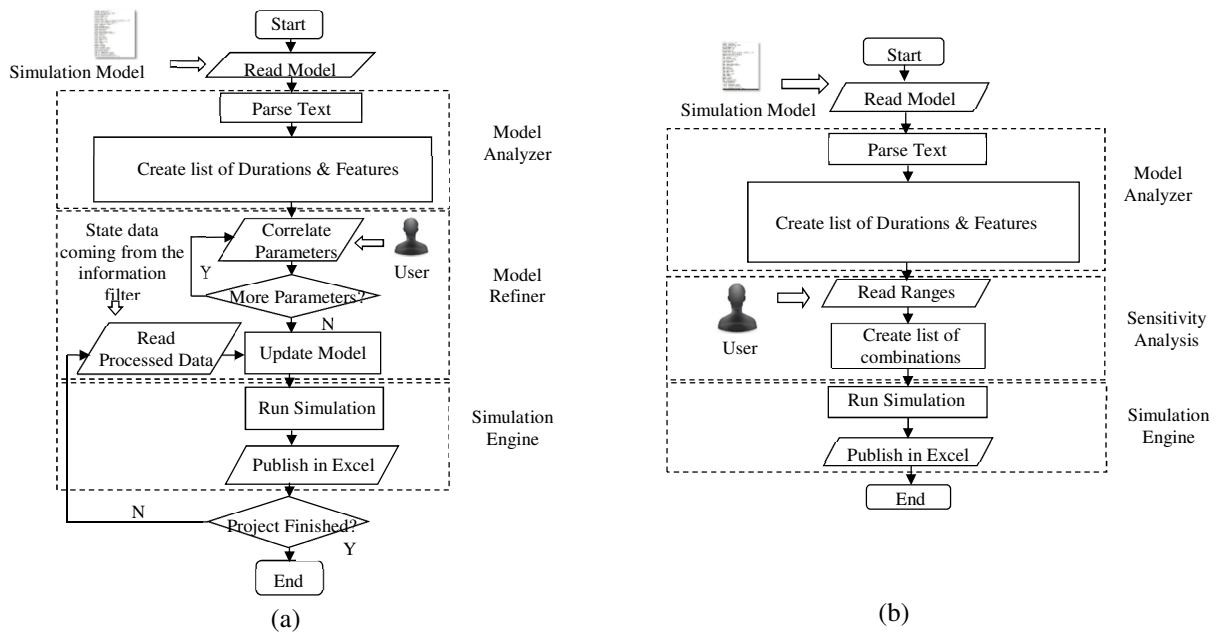 Start
Simulation Model
Read Model
Parse Text
Create list of Durations & Features
Model
Analyzer
State data
coming from the
information
filter
Correlate
Parameters
User
Y
More Parameters?
N
Model
Refiner
Read
Processed Data
Update Model
Run Simulation
Simulation
Engine
Publish in Excel
N
Project Finished?
Y
End
(a)
Start
Simulation Model
Read Model
Parse Text
Create list of Durations & Features
Model
Analyzer
User
Read Ranges
Create list of
combinations
Sensitivity
Analysis
Run Simulation
Simulation
Engine
Publish in Excel
End
(b)